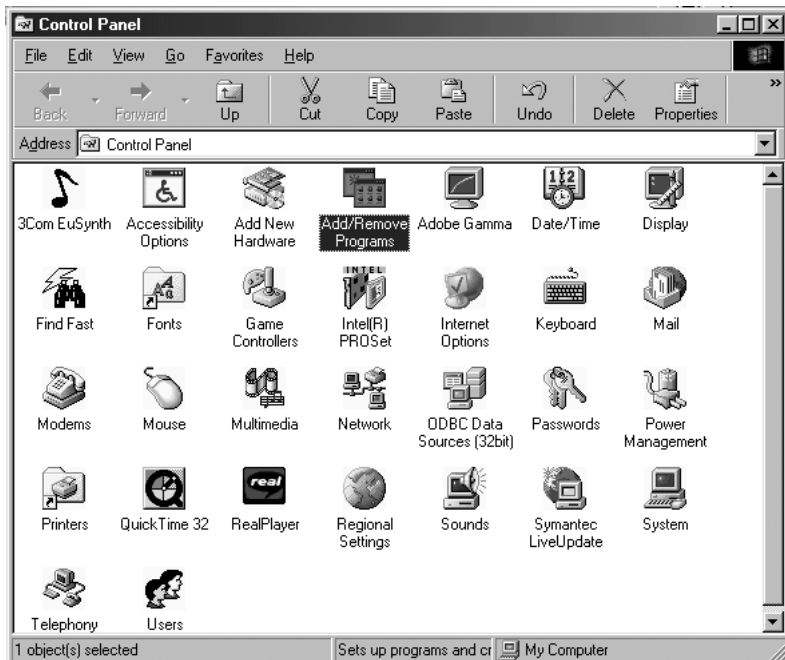 Control Panel
File Edit View Go Favorites Help
Back Forward Up Cut Copy Paste Undo Delete Properties »
Address Control Panel
3Com EuSynth
Accessibility
Options
Add New
Hardware
Add/Remove
Programs
Adobe Gamma
Date/Time
Display
Find Fast
Fonts
Game
Controllers
INTEL
Intel(R)
PROSet
Internet
Options
Keyboard
Mail
Modems
Mouse
Multimedia
Network
ODBC Data
Sources (32bit)
Passwords
Power
Management
Printers
QuickTime 32
real
RealPlayer
Regional
Settings
Sounds
Symantec
LiveUpdate
System
Telephony
Users
1 object(s) selected Sets up programs and cr My Computer